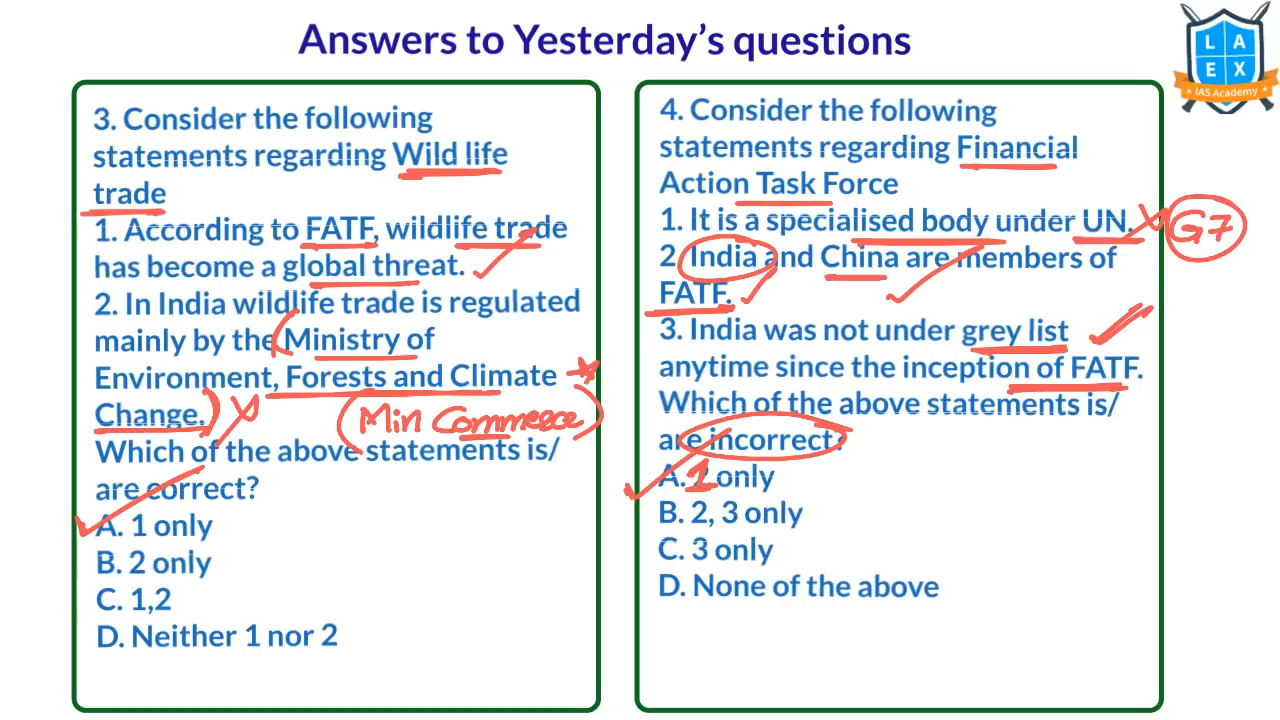 Answers to Yesterday's questions
L A
E X
IAS Academy
3. Consider the following
statements regarding Wild life
trade
1. According to FATF, wildlife trade
has become a global threat.
2. In India wildlife trade is regulated
mainly by the Ministry of
Environment, Forests and Climate
Change.
(Min Commerce)
Which of the above statements is/
are correct?
A. 1 only
B. 2 only
C. 1,2
D. Neither 1 nor 2
4. Consider the following
statements regarding Financial
Action Task Force
1. It is a specialised body under UN.
G7
2. India and China are members of
FATF.
3. India was not under grey list
anytime since the inception of FATF.
Which of the above statements is/
are incorrect?
A. 1 only
B. 2, 3 only
C. 3 only
D. None of the above